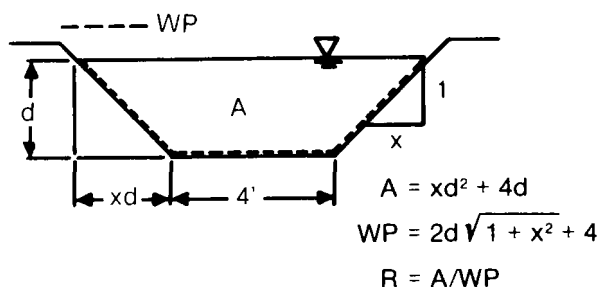 WP
d
A
1
x
xd
4'
A = xd² + 4d
WP = 2d √1 + x² + 4
R = A/WP